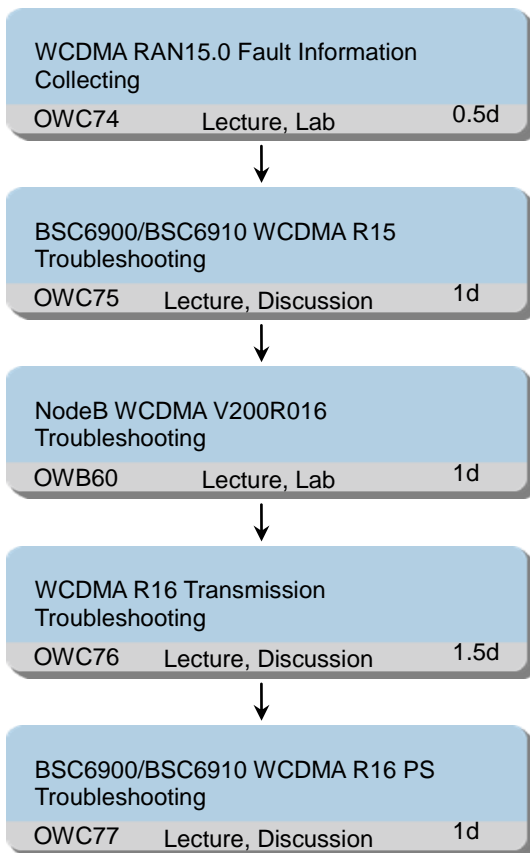 WCDMA RAN15.0 Fault Information
Collecting
OWC74 Lecture, Lab 0.5d
BSC6900/BSC6910 WCDMA R15
Troubleshooting
OWC75 Lecture, Discussion 1d
NodeB WCDMA V200R016
Troubleshooting
OWB60 Lecture, Lab 1d
WCDMA R16 Transmission
Troubleshooting
OWC76 Lecture, Discussion 1.5d
BSC6900/BSC6910 WCDMA R16 PS
Troubleshooting
OWC77 Lecture, Discussion 1d